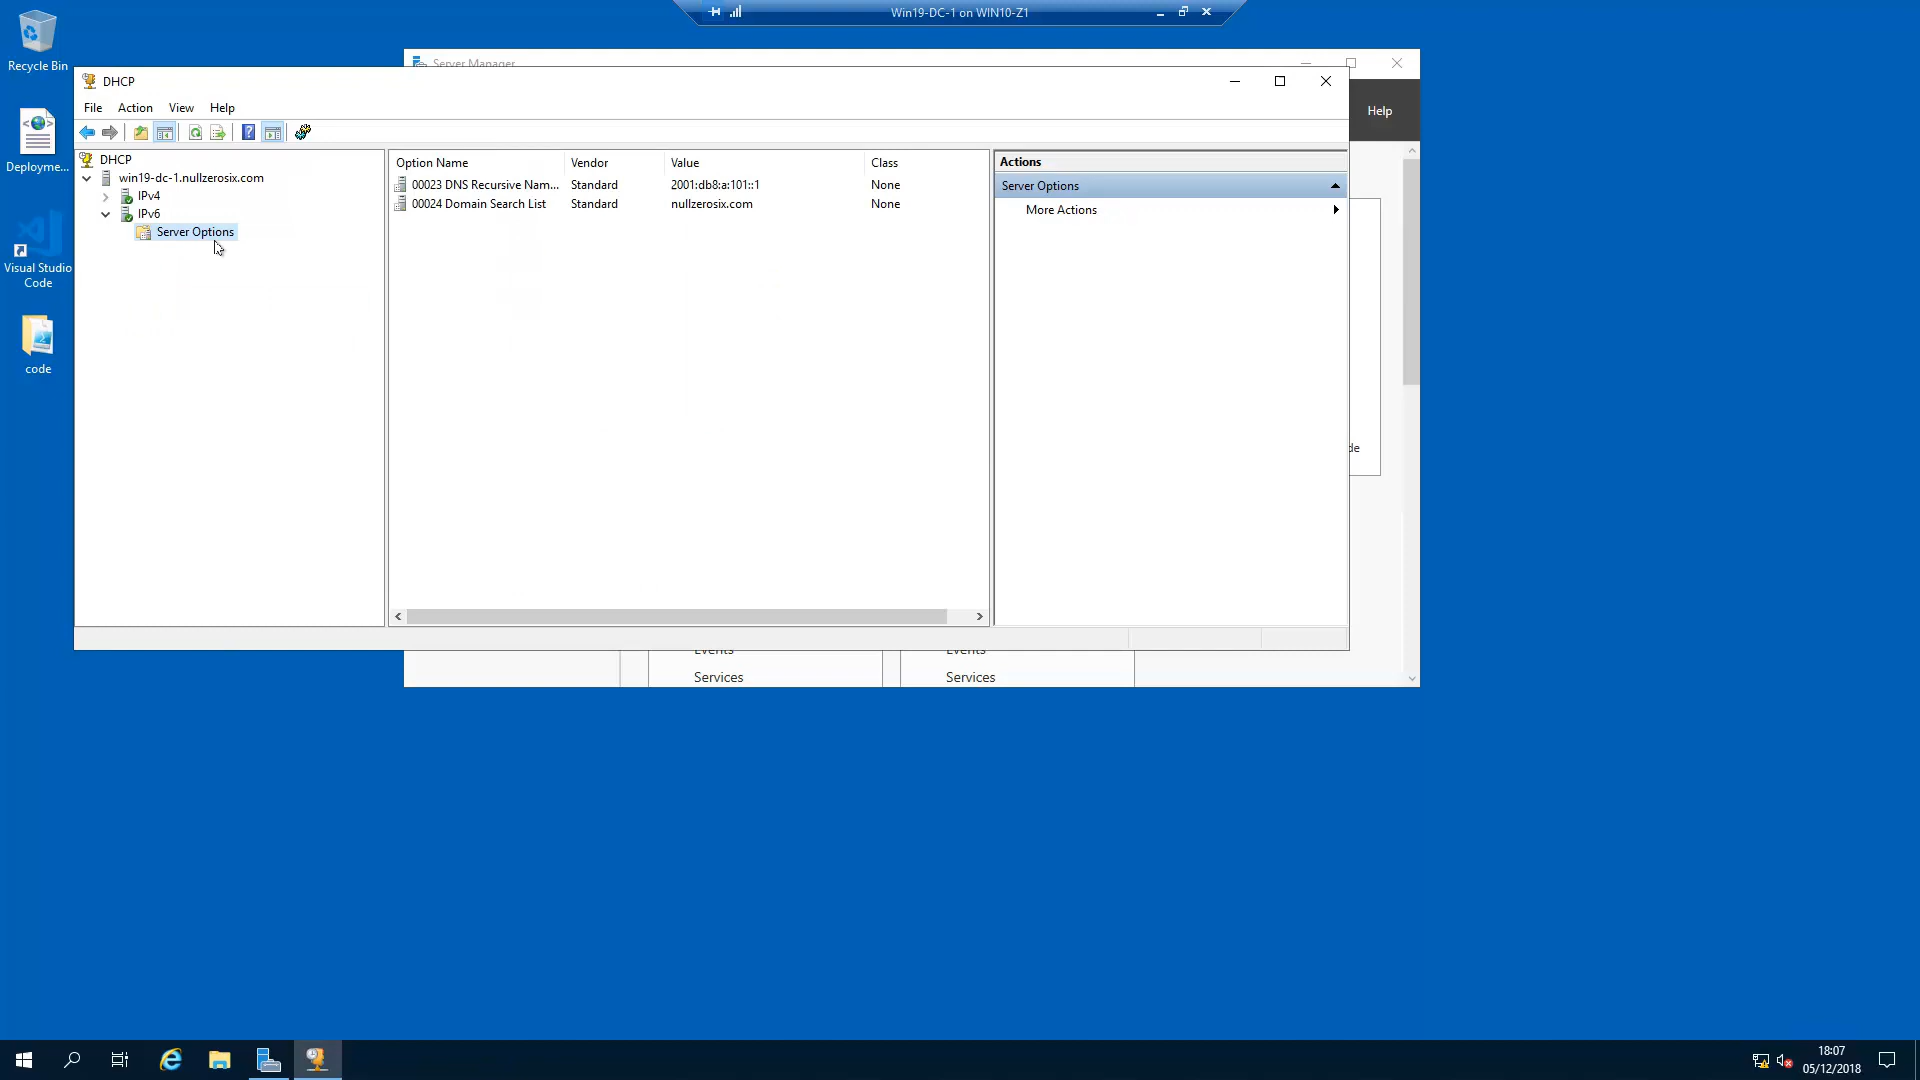 Win19-DC-1 on WIN10-Z1
Recycle Bin
Server Manager
DHCP
File Action View Help
Help
Deployme...
DHCP
win19-dc-1.nullzerosix.com
IPv4
IPv6
Server Options
Option Name Vendor Value Class
00023 DNS Recursive Nam... Standard 2001:db8:a:101::1 None
00024 Domain Search List Standard nullzerosix.com None
Actions
Server Options
More Actions
Visual Studio
Code
code
de
Events
Events
Services
Services
18:07
05/12/2018